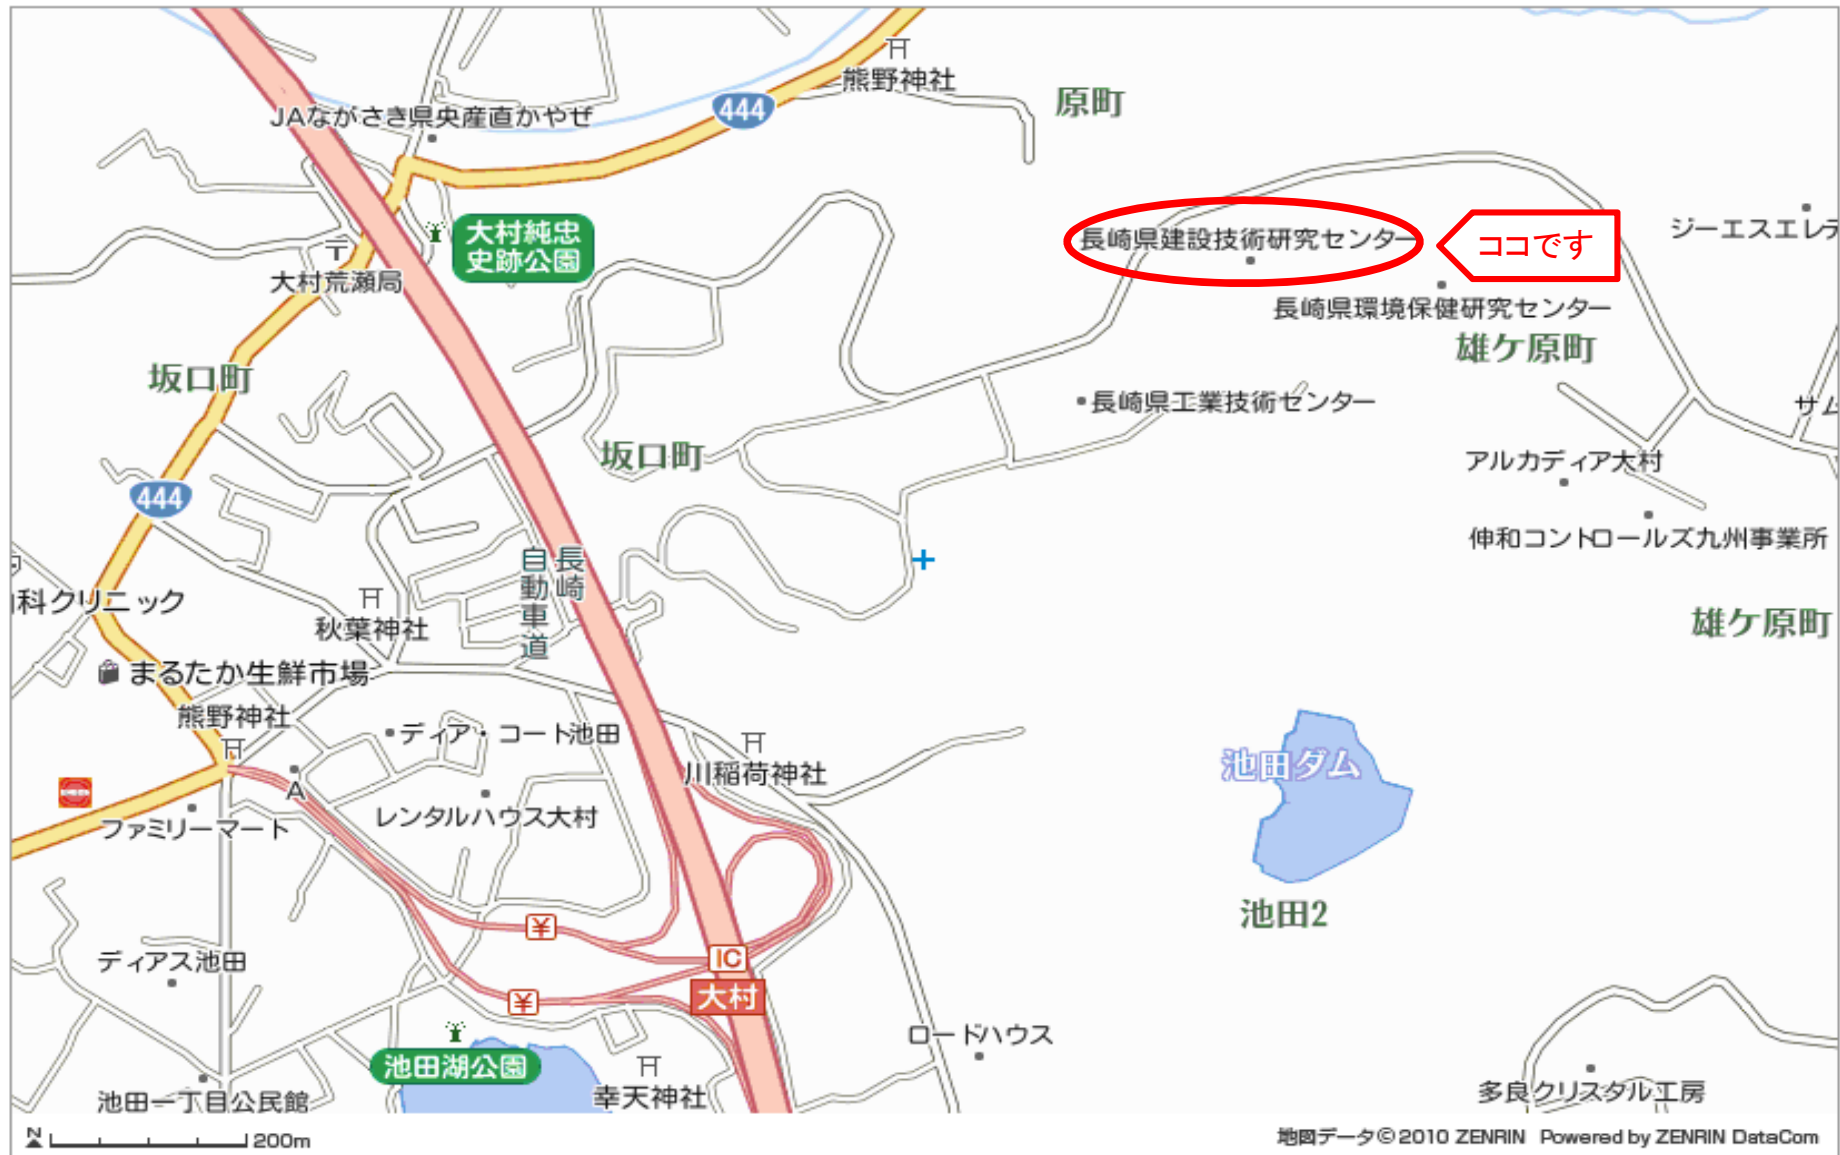 熊野神社
原町
444
JAながさき県央産直かやぜ
大村純忠
史跡公園
長崎県建設技術研究センター
ココです
ジーエスエレテ
大村荒瀬局
長崎県環境保健研究センター
雄ケ原町
坂口町
長崎県工業技術センター
サム
坂口町
アルカディア大村
444
伸和コントロールズ九州事業所
長崎
自動車道
科クリニック
秋葉神社
雄ケ原町
まるたか生鮮市場
熊野神社
ディア・コート池田
川稲荷神社
池田ダム
A
レンタルハウス大村
ファミリーマート
池田2
¥
IC
大村
ディアス池田
¥
ロードハウス
池田湖公園
幸天神社
多良クリスタル工房
池田一丁目公民館
N
200m
地図データ©2010 ZENRIN Powered by ZENRIN DataCom